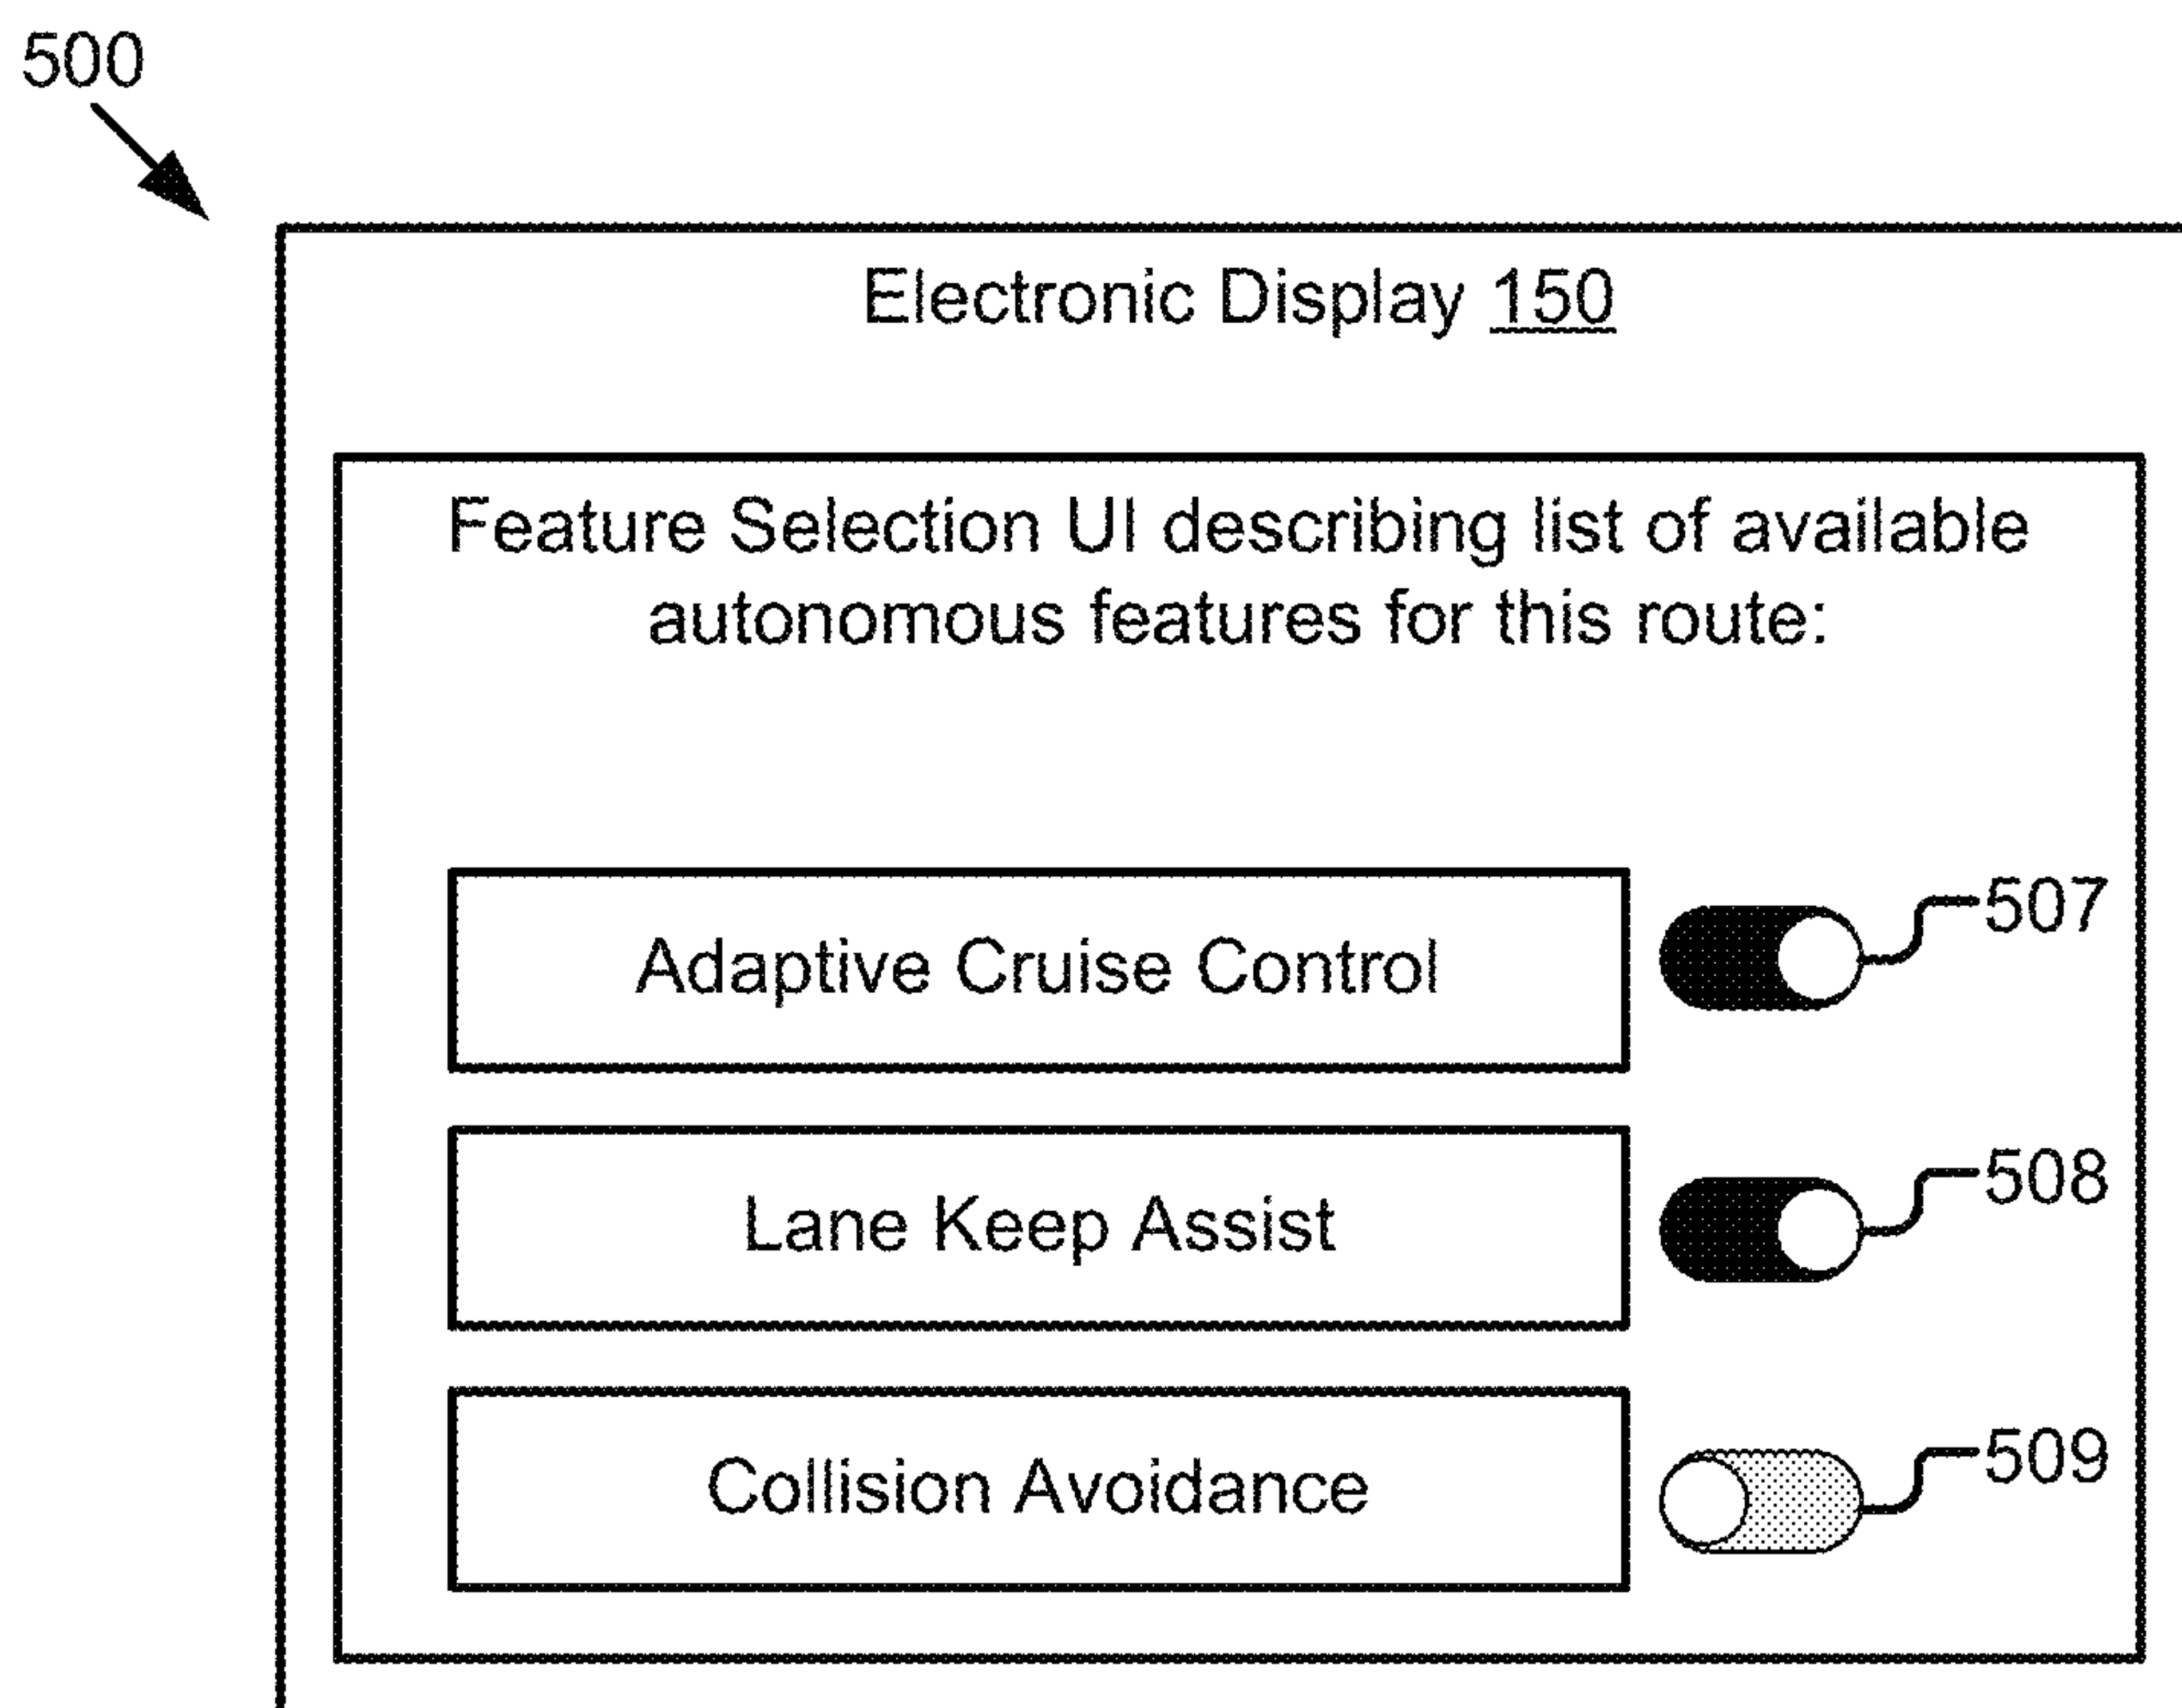 500
Electronic Display 150
Feature Selection UI describing list of available
autonomous features for this route:
Adaptive Cruise Control
507
Lane Keep Assist
508
Collision Avoidance
509